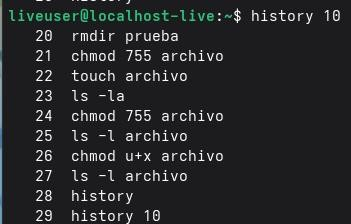 liveuser@localhost-live:~$ history 10
20 rmdir prueba
21 chmod 755 archivo
22 touch archivo
23 ls -la
24 chmod 755 archivo
25 ls -l archivo
26 chmod u+x archivo
27 ls -l archivo
28 history
29 history 10